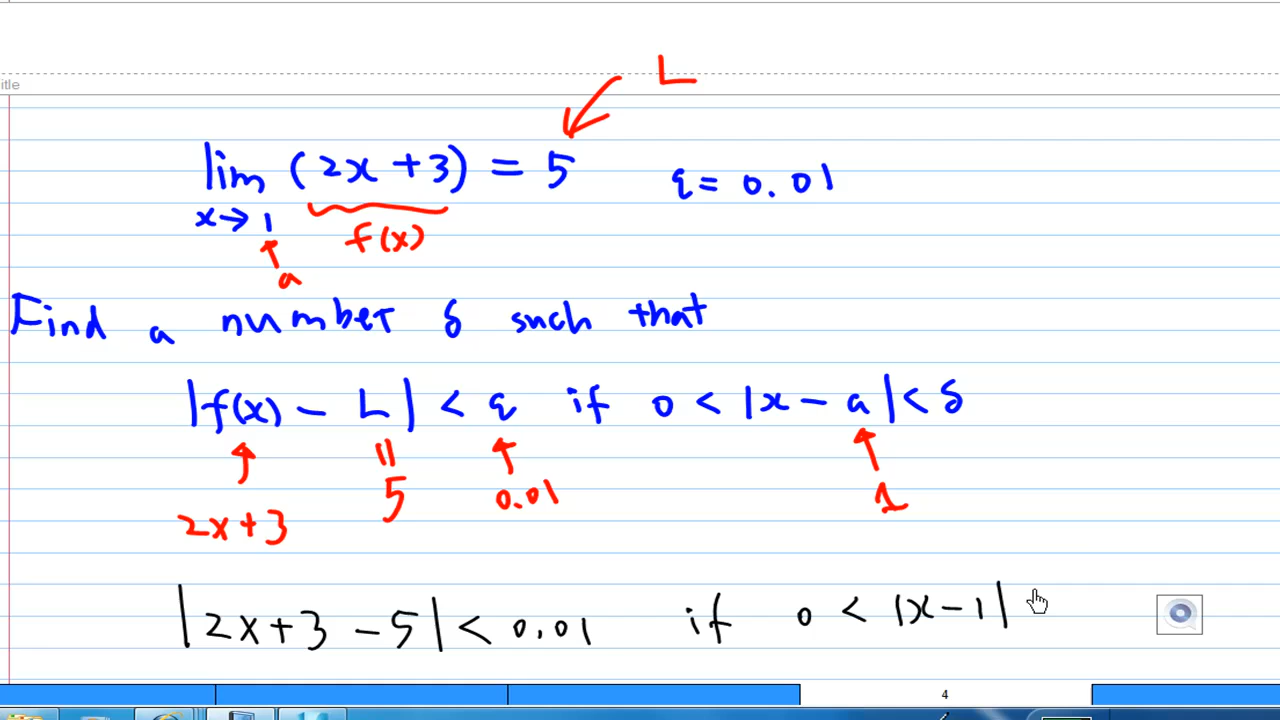 itle
L
lim (2x+3) = 5
ε = 0.01
x→1
f(x)
a
Find a number δ such that
|f(x) - L| < ε if 0 < |x - a| < δ
2x+3
5
0.01
1
|2x+3 - 5| < 0.01 if 0 < |x-1|
4